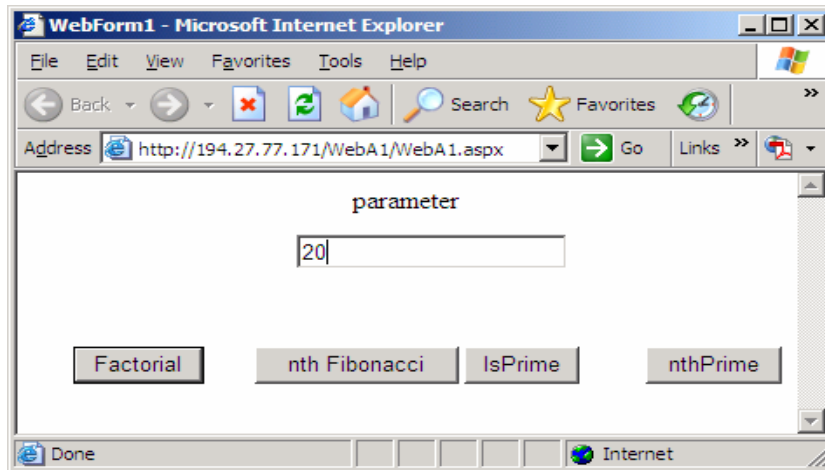 WebForm1 - Microsoft Internet Explorer
File Edit View Favorites Tools Help
Back Search Favorites »
Address http://194.27.77.171/WebA1/WebA1.aspx Go Links »
parameter
20
Factorial nth Fibonacci IsPrime nthPrime
Done Internet